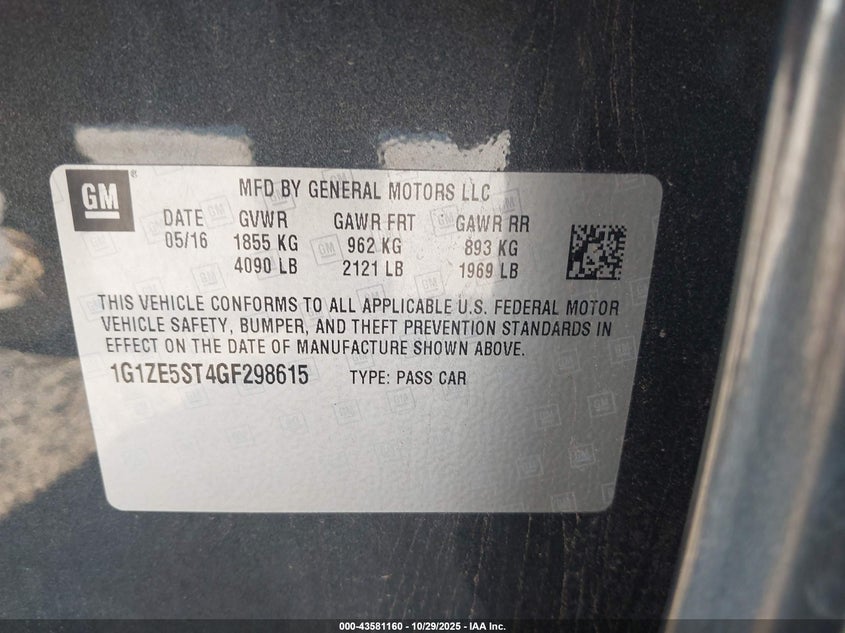 GM
MFD BY GENERAL MOTORS LLC
DATE GVWR GAWR FRT GAWR RR
05/16 1855 KG 962 KG 893 KG
4090 LB 2121 LB 1969 LB
THIS VEHICLE CONFORMS TO ALL APPLICABLE U.S. FEDERAL MOTOR
VEHICLE SAFETY, BUMPER, AND THEFT PREVENTION STANDARDS IN
EFFECT ON THE DATE OF MANUFACTURE SHOWN ABOVE.
1G1ZE5ST4GF298615 TYPE: PASS CAR
000-43581160 - 10/29/2025 - IAA Inc.